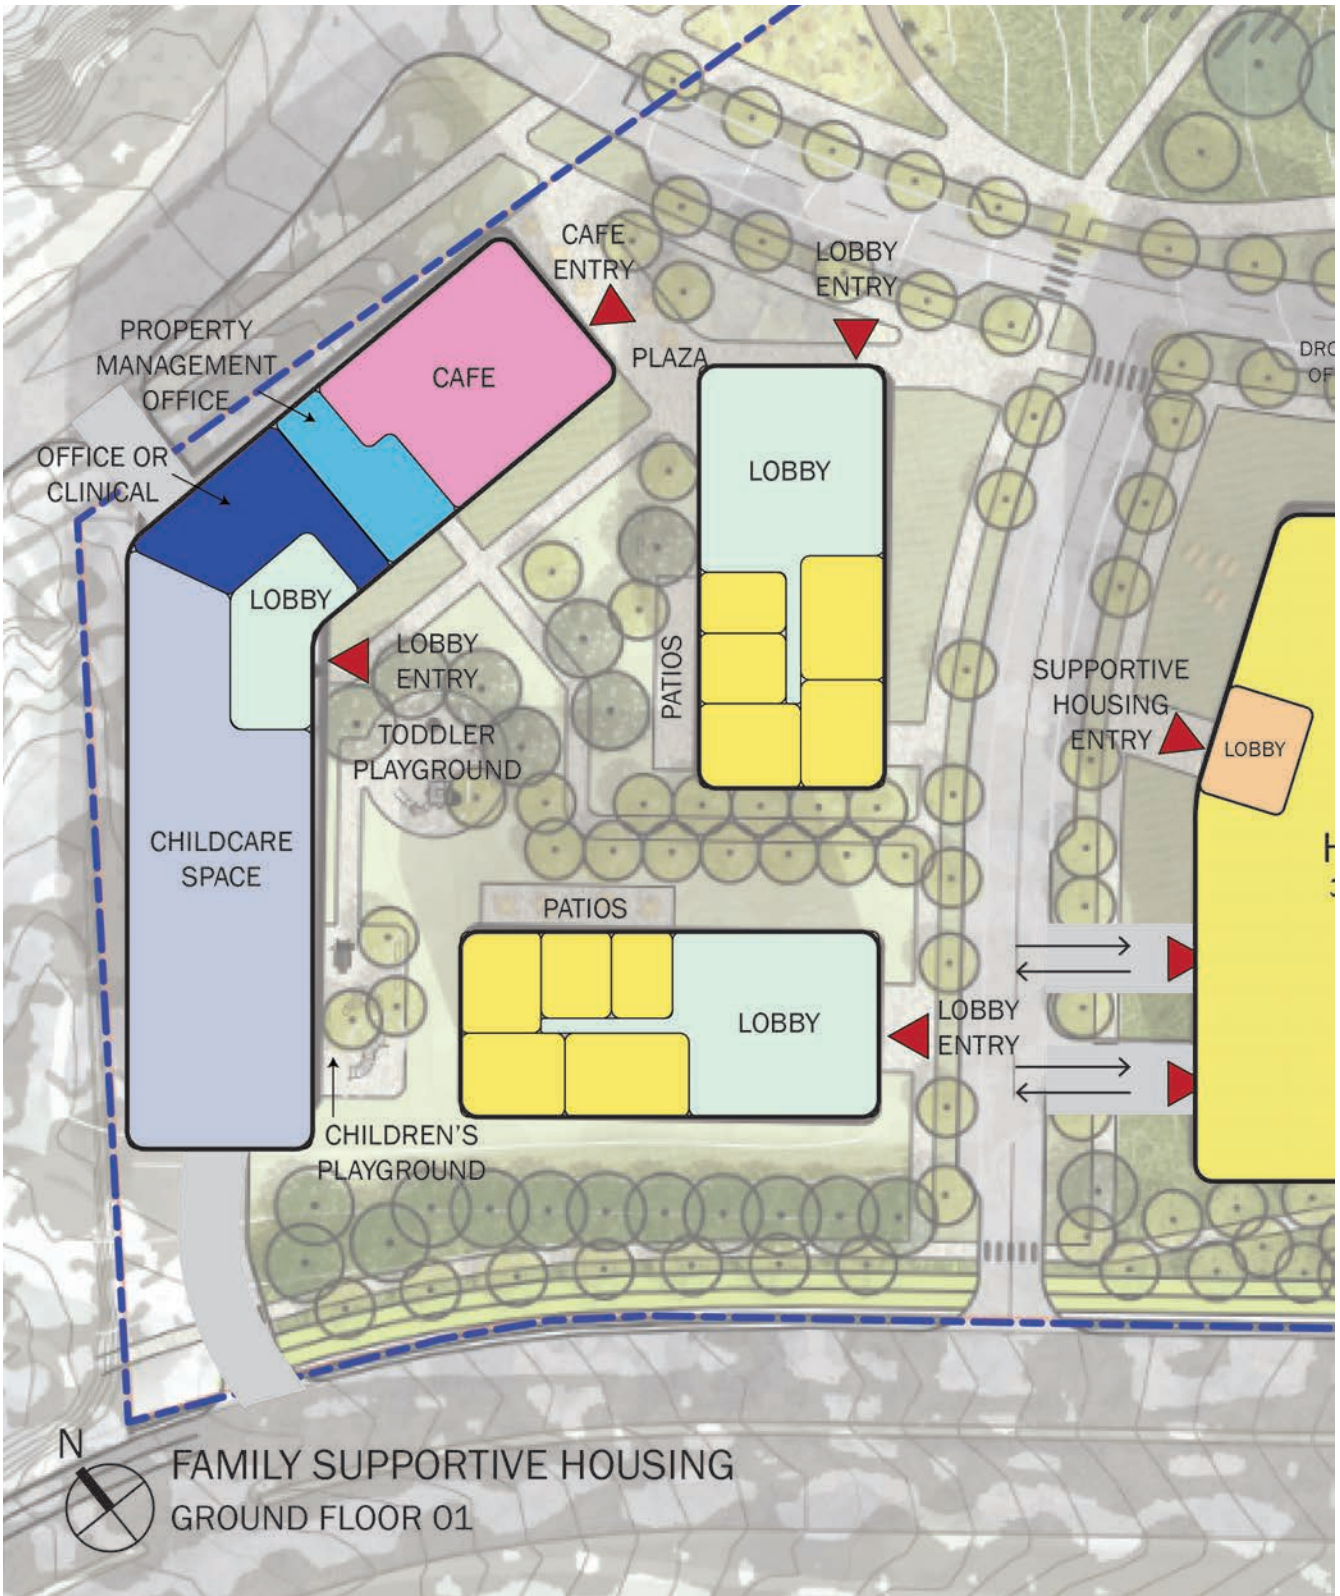 CAFE
ENTRY
LOBBY
ENTRY
PROPERTY
MANAGEMENT
OFFICE
PLAZA
CAFE
OFFICE OR
CLINICAL
LOBBY
LOBBY
LOBBY
ENTRY
PATIOS
SUPPORTIVE
HOUSING
ENTRY
LOBBY
TODDLER
PLAYGROUND
CHILDCARE
SPACE
PATIOS
LOBBY
LOBBY
ENTRY
CHILDREN'S
PLAYGROUND
N
FAMILY SUPPORTIVE HOUSING
GROUND FLOOR 01